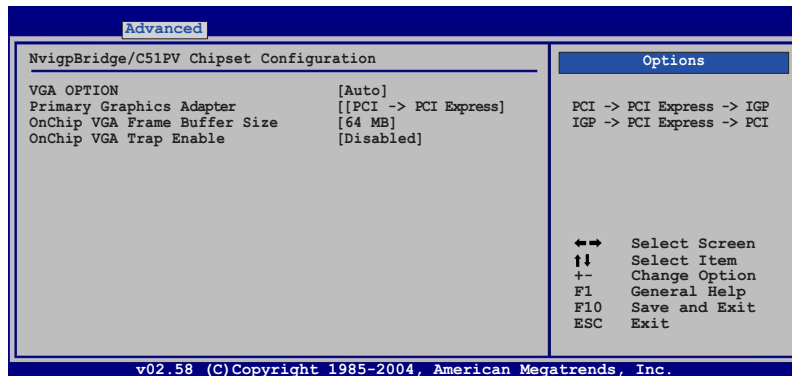 Advanced
NvigpBridge/C51PV Chipset Configuration
VGA OPTION [Auto]
Primary Graphics Adapter [[PCI -> PCI Express]
OnChip VGA Frame Buffer Size [64 MB]
OnChip VGA Trap Enable [Disabled]
Options
PCI -> PCI Express -> IGP
IGP -> PCI Express -> PCI
←→ Select Screen
↑↓ Select Item
+- Change Option
F1 General Help
F10 Save and Exit
ESC Exit
v02.58 (C)Copyright 1985-2004, American Megatrends, Inc.